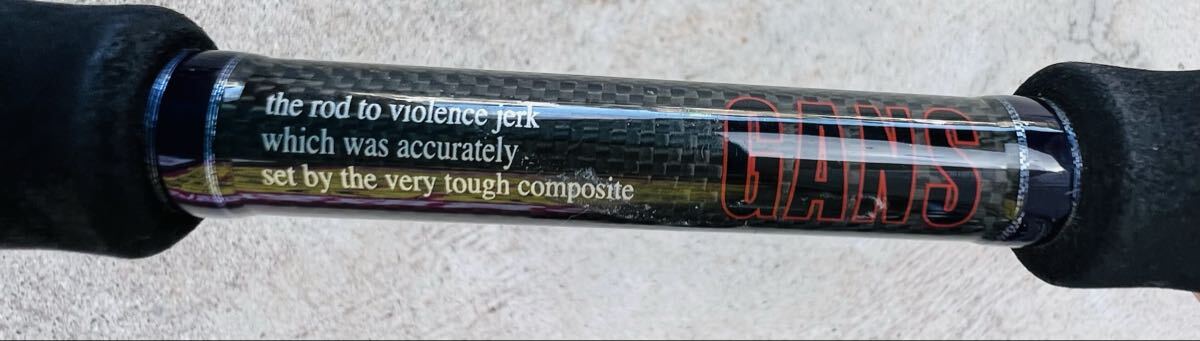 the rod to violence jerk
which was accurately
set by the very tough composite
GANS